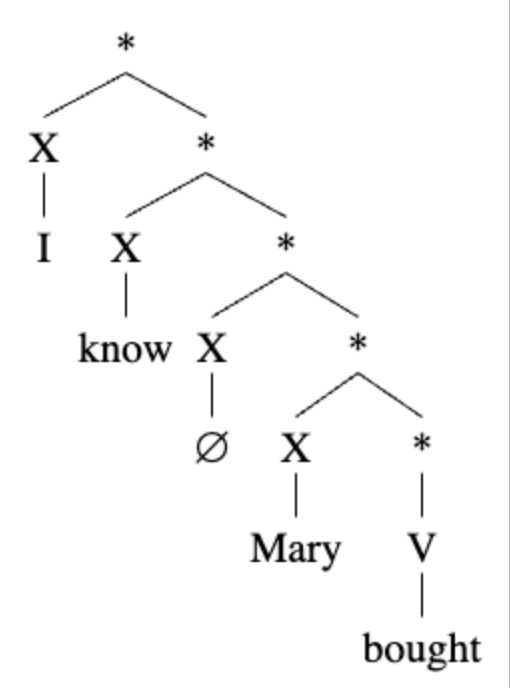 *
X *
I X *
know X *
∅ X *
Mary V
bought